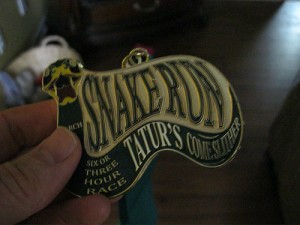 SNAKE RUN
TATUR'S
COME SLITHER
SIX OR
THREE
HOUR
RACE